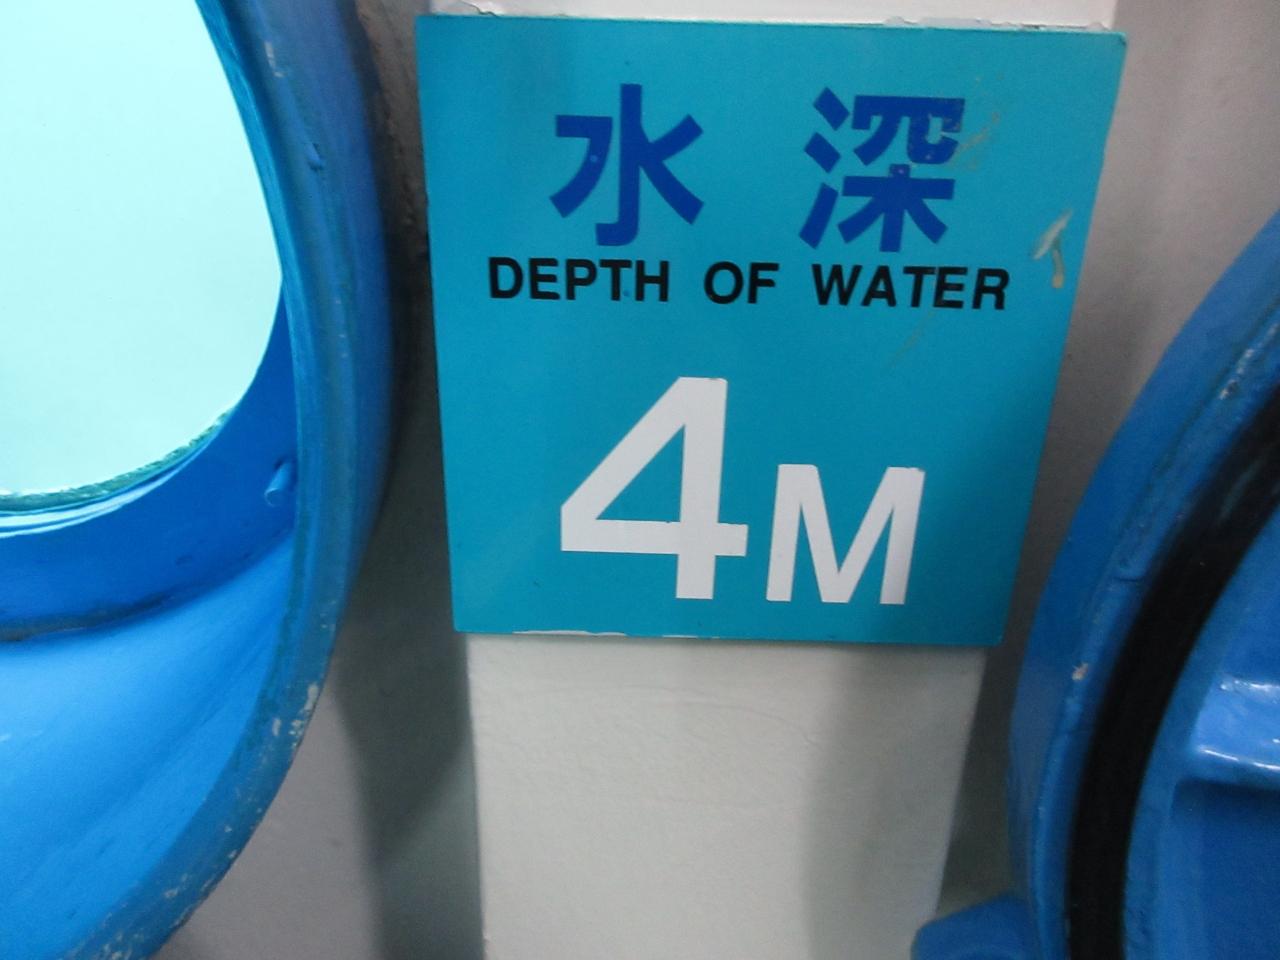 水深
DEPTH OF WATER
4M